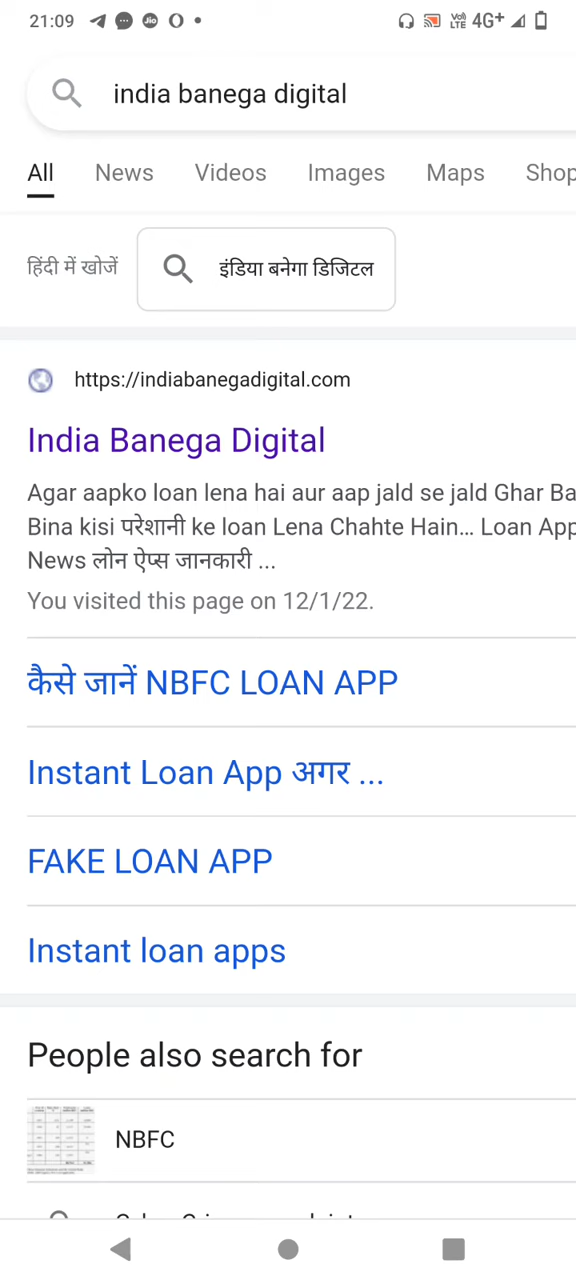 21:09
Jio
Vo)) LTE 4G+
india banega digital
All News Videos Images Maps Shop
हिंदी में खोजें इंडिया बनेगा डिजिटल
https://indiabanegadigital.com
India Banega Digital
Agar aapko loan lena hai aur aap jald se jald Ghar Ba
Bina kisi परेशानी ke loan Lena Chahte Hain... Loan App
News लोन ऐप्स जानकारी ...
You visited this page on 12/1/22.
कैसे जानें NBFC LOAN APP
Instant Loan App अगर ...
FAKE LOAN APP
Instant loan apps
People also search for
NBFC